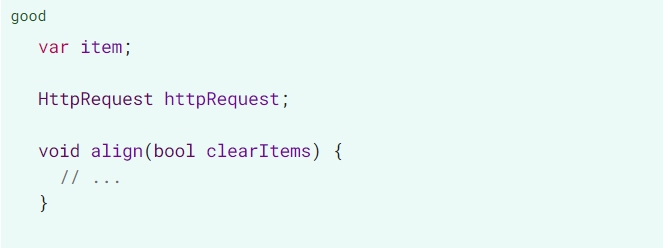 good
var item;
HttpRequest httpRequest;
void align(bool clearItems) {
// ...
}